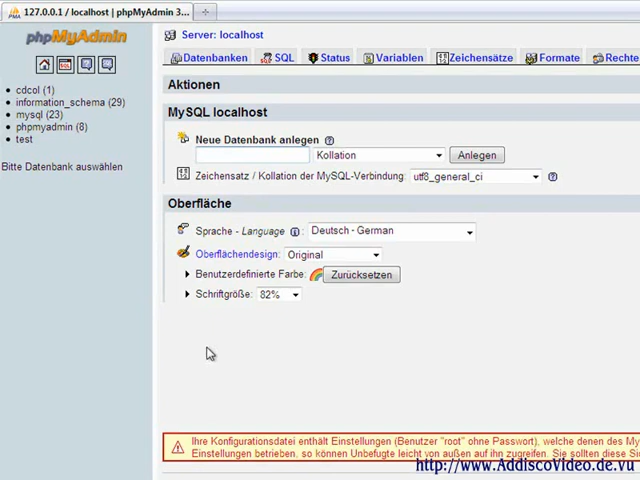 127.0.0.1 / localhost | phpMyAdmin 3...
phpMyAdmin
Server: localhost
Datenbanken SQL Status Variablen Zeichensätze Formate Rechte
cdcol (1)
information_schema (29)
mysql (23)
phpmyadmin (8)
test
Bitte Datenbank auswählen
Aktionen
MySQL localhost
Neue Datenbank anlegen
Kollation Anlegen
Zeichensatz / Kollation der MySQL-Verbindung: utf8_general_ci
Oberfläche
Sprache - Language : Deutsch - German
Oberflächendesign: Original
Benutzerdefinierte Farbe: Zurücksetzen
Schriftgröße: 82%
Ihre Konfigurationsdatei enthält Einstellungen (Benutzer "root" ohne Passwort), welche denen des My
Einstellungen betrieben, so können Unbefugte leicht von außen auf ihn zugreifen. Sie sollten diese Si
http://www.AddiscoVideo.de.vu